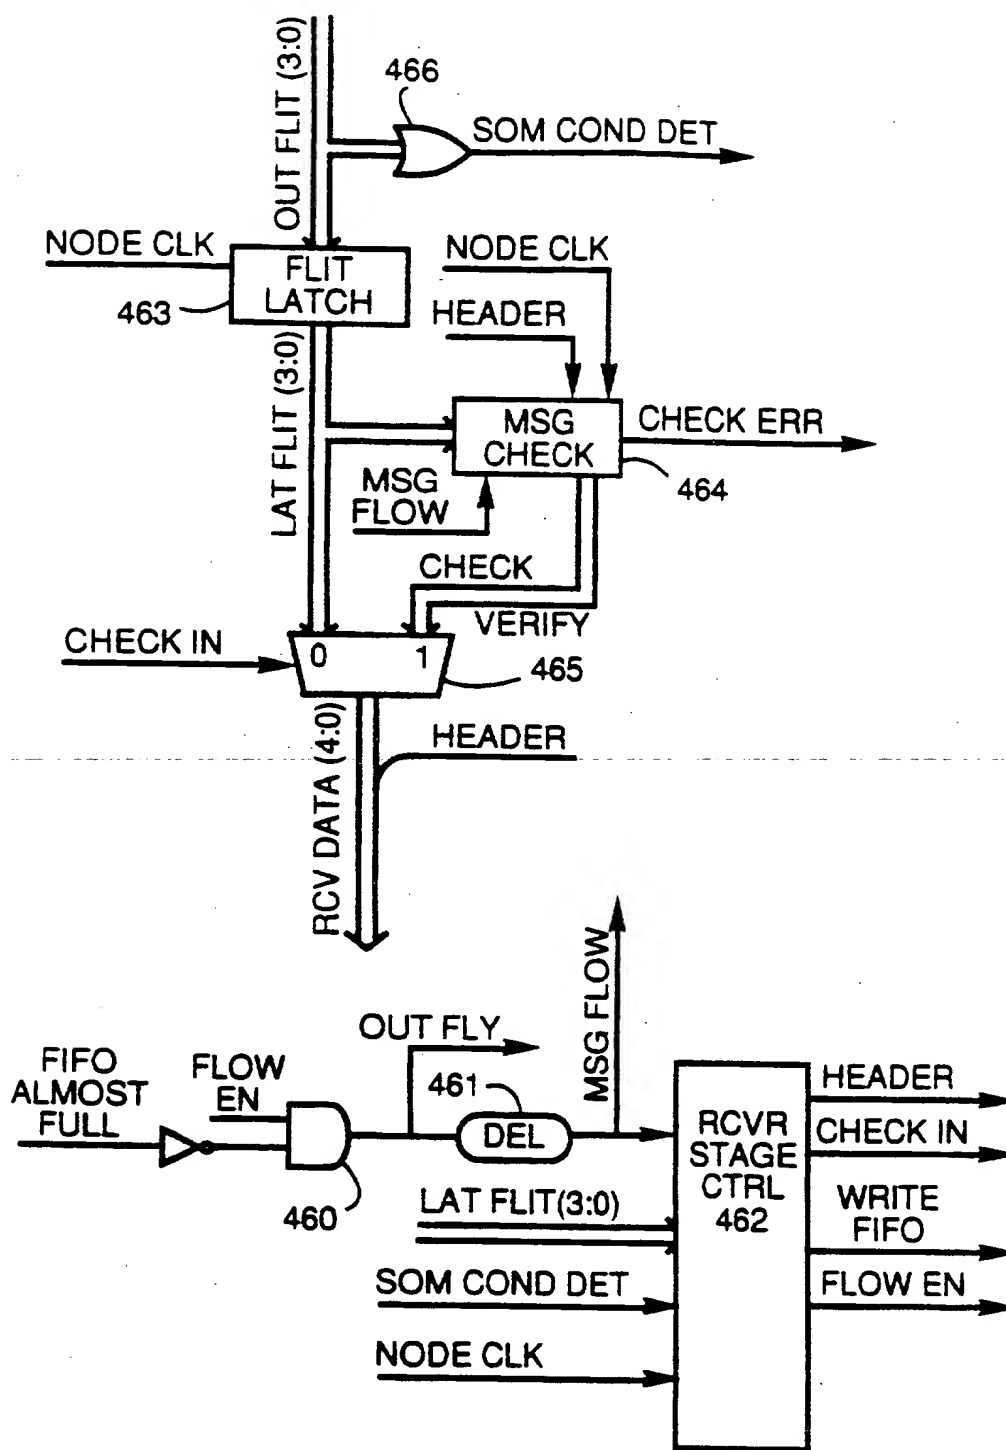 OUT FLIT (3:0)
466
SOM COND DET
NODE CLK
FLIT
LATCH
463
NODE CLK
HEADER
LAT FLIT (3:0)
MSG
CHECK
CHECK ERR
464
MSG
FLOW
CHECK
VERIFY
CHECK IN
0
1
465
RCV DATA (4:0)
HEADER
MSG FLOW
OUT FLY
FIFO
ALMOST
FULL
FLOW
EN
461
DEL
460
RCVR
STAGE
CTRL
462
HEADER
CHECK IN
WRITE
FIFO
FLOW EN
LAT FLIT(3:0)
SOM COND DET
NODE CLK